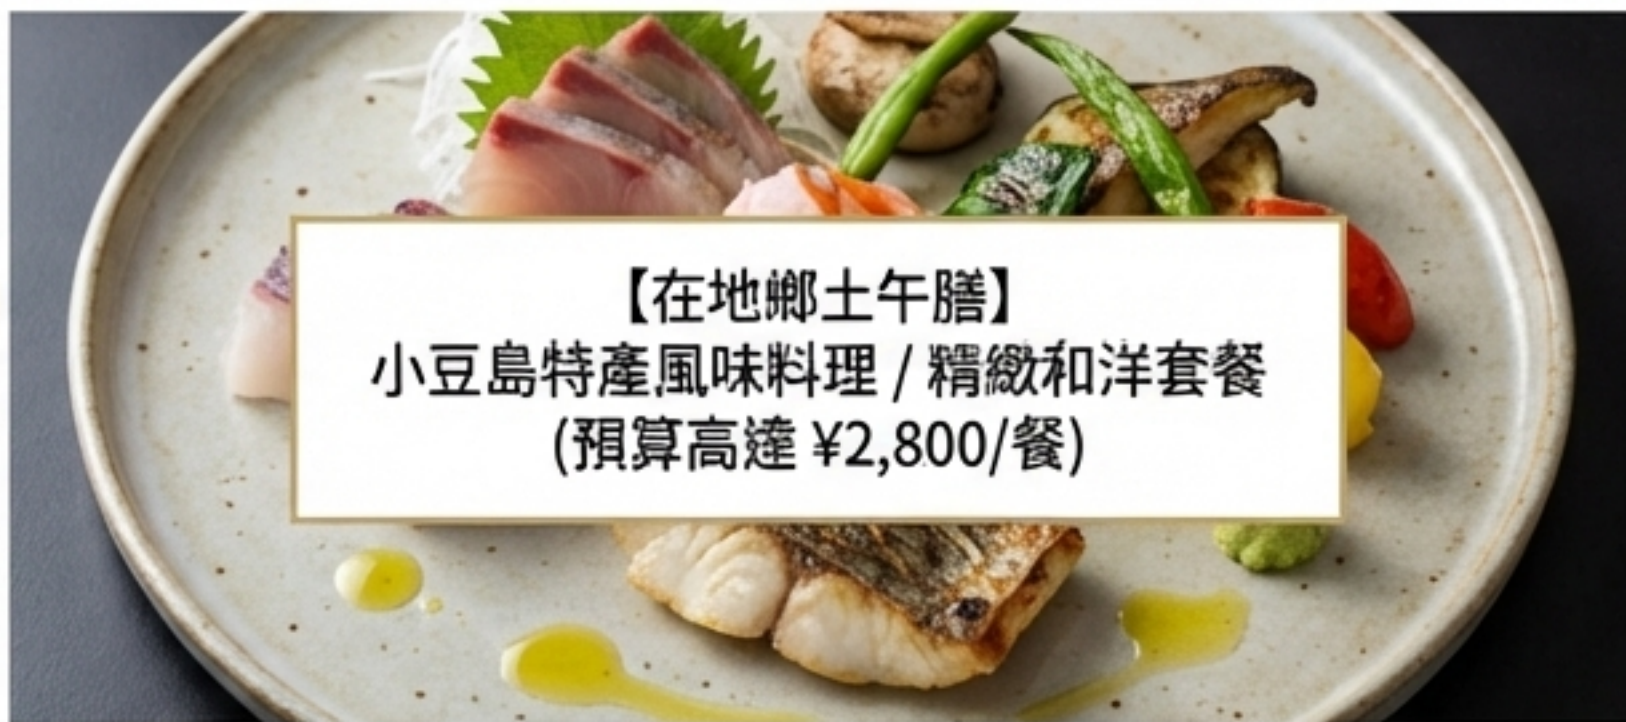 【在地鄉土午膳】
小豆島特產風味料理 / 精緻和洋套餐
(預算高達 ¥2,800/餐)